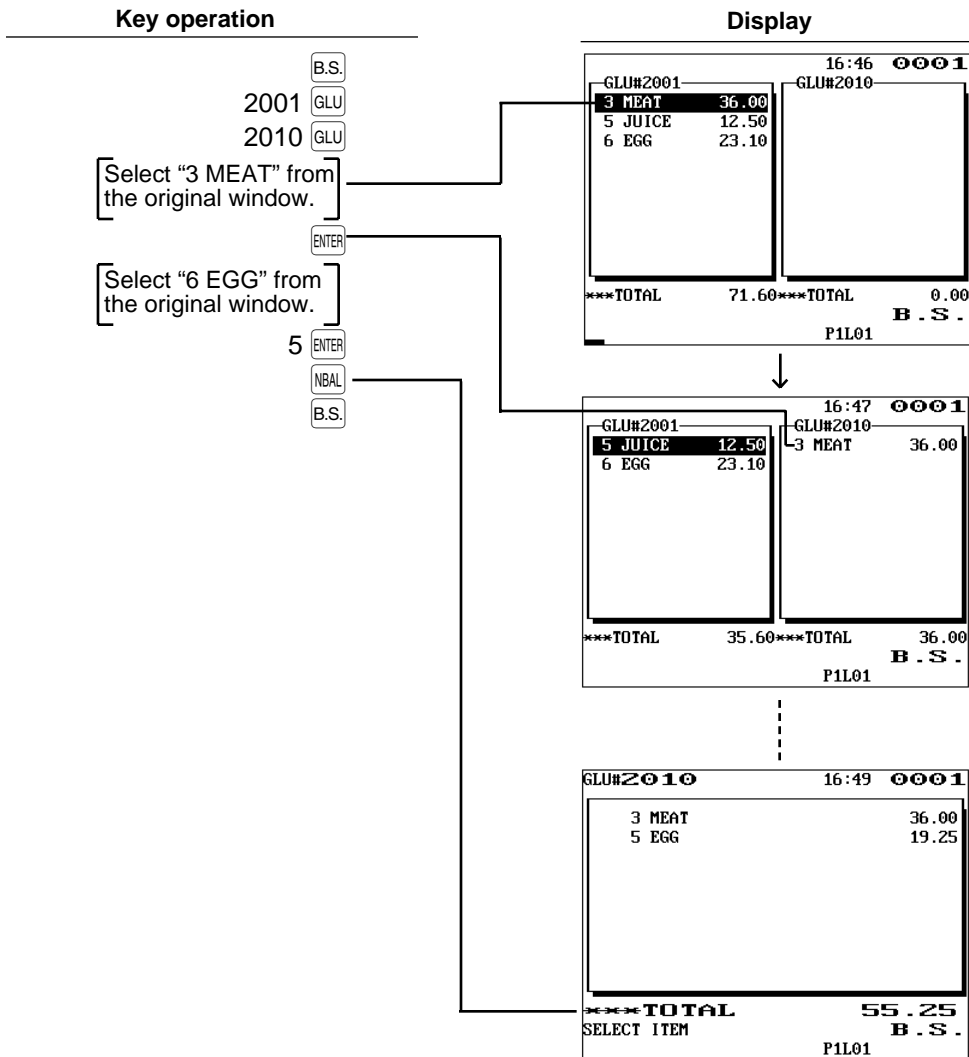 Key operation
B.S.
2001 GLU
2010 GLU
Select “3 MEAT” from
the original window.
ENTER
Select “6 EGG” from
the original window.
5 ENTER
NBAL
B.S.
Display
16:46 0001
GLU#2001 GLU#2010
3 MEAT 36.00
5 JUICE 12.50
6 EGG 23.10
***TOTAL 71.60***TOTAL 0.00
B.S.
P1L01
16:47 0001
GLU#2001 GLU#2010
5 JUICE 12.50 3 MEAT 36.00
6 EGG 23.10
***TOTAL 35.60***TOTAL 36.00
B.S.
P1L01
GLU#2010 16:49 0001
3 MEAT 36.00
5 EGG 19.25
***TOTAL 55.25
SELECT ITEM B.S.
P1L01